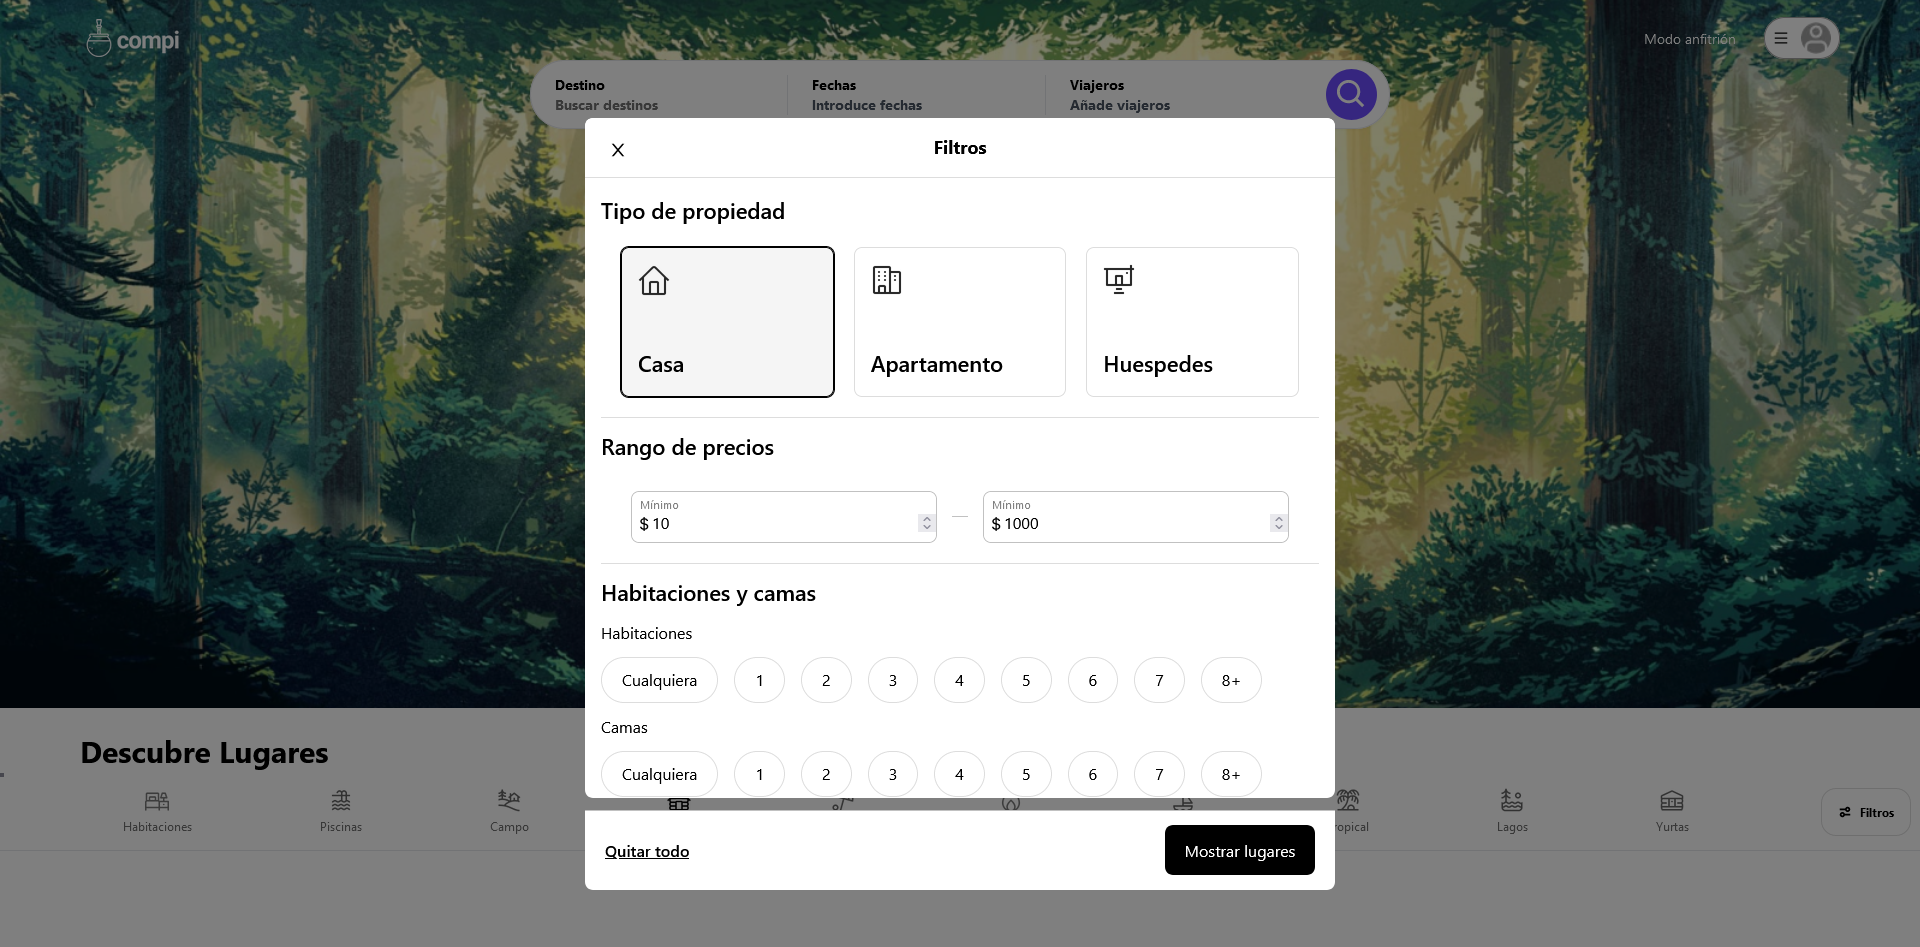 compi
Modo anfitrión
Destino
Buscar destinos
Fechas
Introduce fechas
Viajeros
Añade viajeros
X
Filtros
Tipo de propiedad
Casa
Apartamento
Huespedes
Rango de precios
Mínimo
$ 10
Mínimo
$ 1000
Habitaciones y camas
Habitaciones
Cualquiera 1 2 3 4 5 6 7 8+
Camas
Cualquiera 1 2 3 4 5 6 7 8+
Descubre Lugares
Habitaciones
Piscinas
Campo
ropical
Lagos
Yurtas
Filtros
Quitar todo
Mostrar lugares